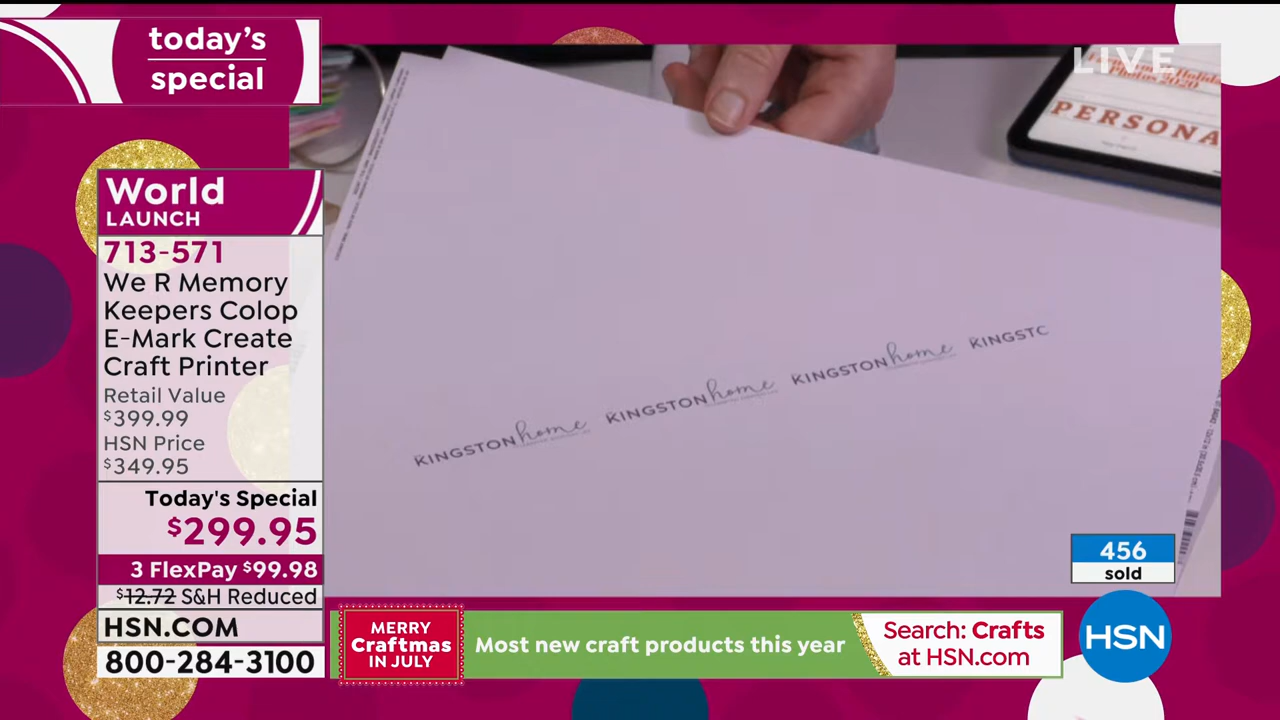 today's
special
World
LAUNCH
713-571
We R Memory
Keepers Colop
E-Mark Create
Craft Printer
Retail Value
$399.99
HSN Price
$349.95
Today's Special
$299.95
3 FlexPay $99.98
$12.72 S&H Reduced
HSN.COM
800-284-3100
LIVE
Photos 2020
PERSONA
KINGSTON home KINGSTON home KINGSTON home KINGSTC
456
sold
MERRY
Craftmas
IN JULY
Most new craft products this year
Search: Crafts
at HSN.com
HSN